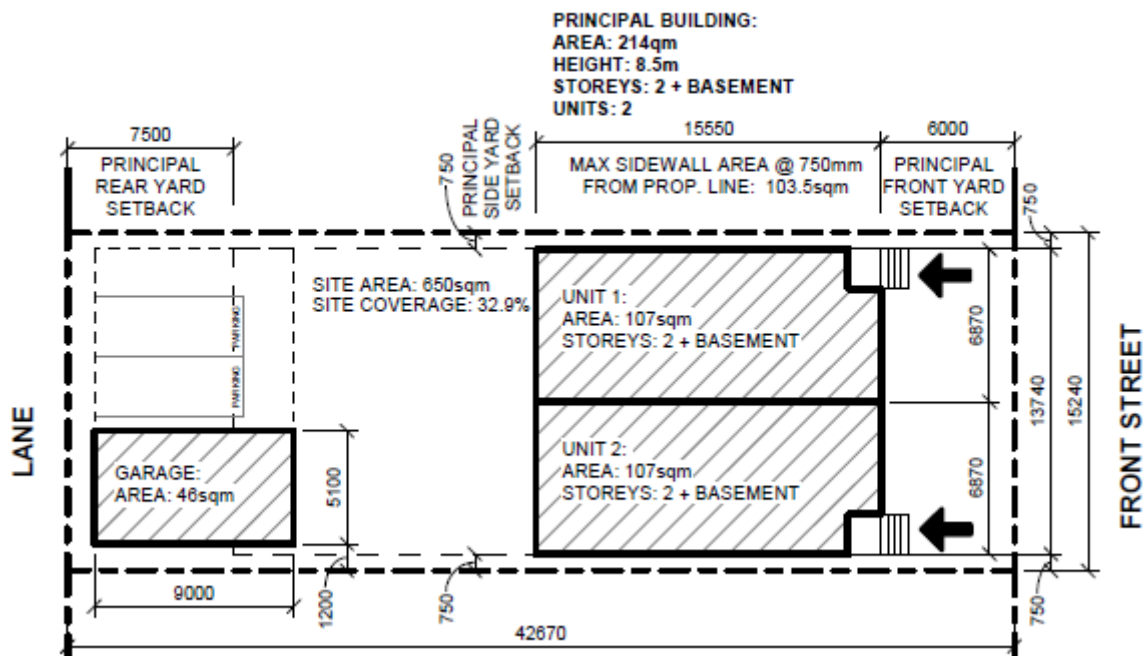 PRINCIPAL BUILDING:
AREA: 214qm
HEIGHT: 8.5m
STOREYS: 2 + BASEMENT
UNITS: 2
7500
15550
6000
PRINCIPAL
REAR YARD
SETBACK
750
PRINCIPAL
SIDE YARD
SETBACK
MAX SIDEWALL AREA @ 750mm
FROM PROP. LINE: 103.5sqm
PRINCIPAL
FRONT YARD
SETBACK
750
SITE AREA: 650sqm
SITE COVERAGE: 32.9%
UNIT 1:
AREA: 107sqm
STOREYS: 2 + BASEMENT
6870
PARKING
PARKING
13740
15240
LANE
FRONT STREET
GARAGE:
AREA: 46sqm
5100
UNIT 2:
AREA: 107sqm
STOREYS: 2 + BASEMENT
6870
9000
1200
750
750
42670